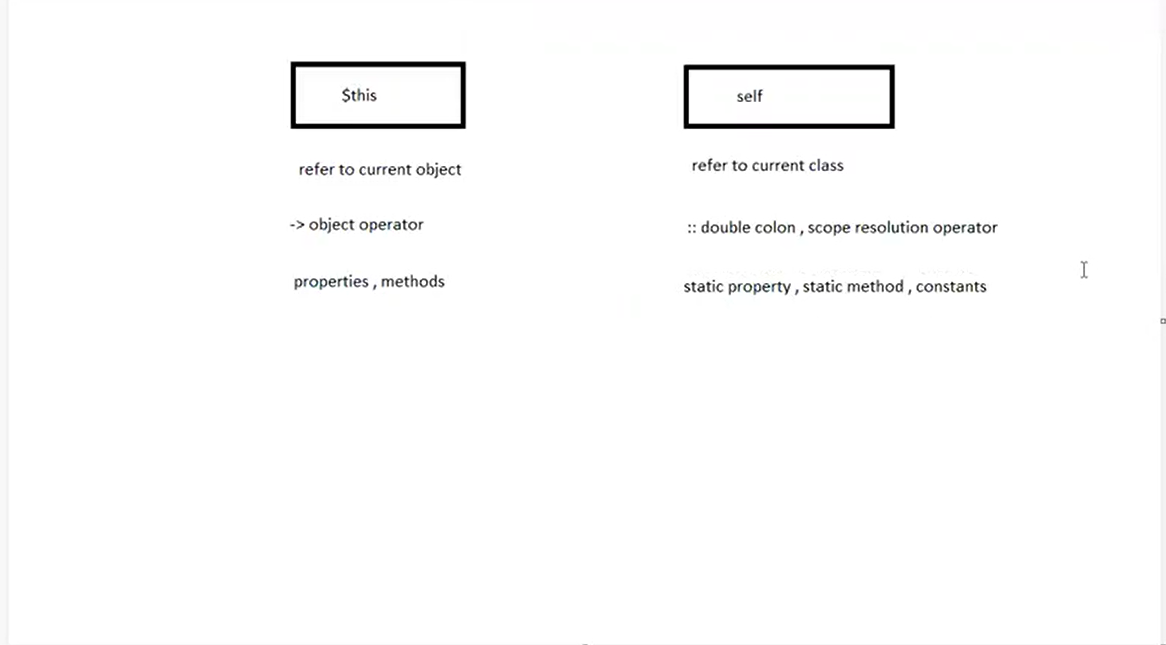 $this
refer to current object
-> object operator
properties , methods
self
refer to current class
:: double colon , scope resolution operator
static property , static method , constants